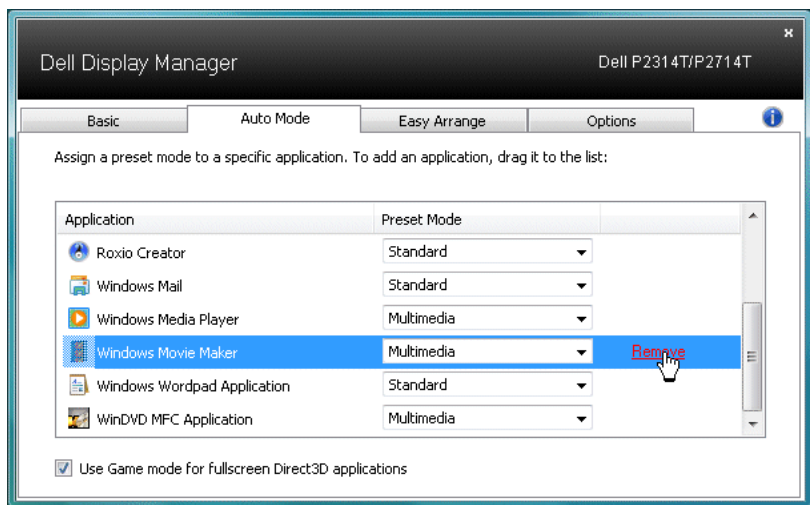 x
Dell Display Manager Dell P2314T/P2714T
Basic Auto Mode Easy Arrange Options i
Assign a preset mode to a specific application. To add an application, drag it to the list:
Application Preset Mode
Roxio Creator Standard
Windows Mail Standard
Windows Media Player Multimedia
Windows Movie Maker Multimedia Remove
Windows Wordpad Application Standard
WinDVD MFC Application Multimedia
Use Game mode for fullscreen Direct3D applications